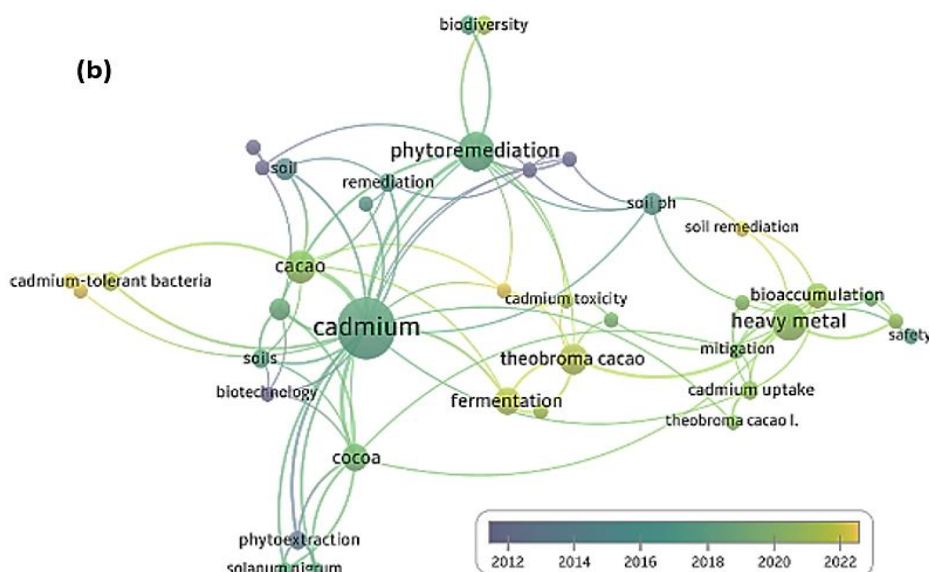 biodiversity
(b)
phytoremediation
soil
remediation
soil ph
soil remediation
cacao
cadmium-tolerant bacteria
cadmium toxicity
bioaccumulation
cadmium
heavy metal
safety
mitigation
soils
theobroma cacao
biotechnology
cadmium uptake
fermentation
theobroma cacao l.
cocoa
phytoextraction
solanum nigrum
2012 2014 2016 2018 2020 2022